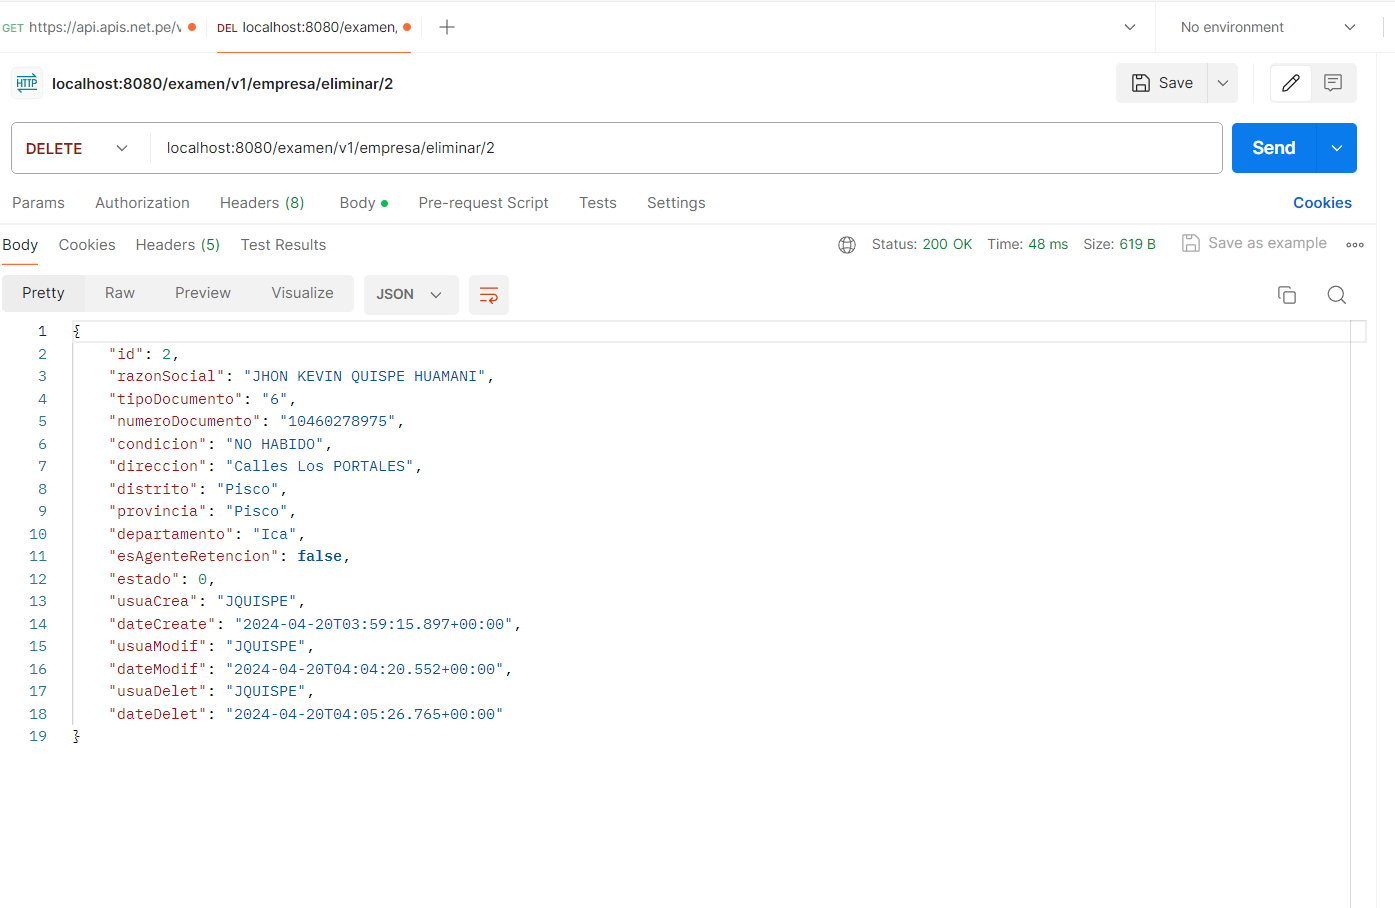 GET https://api.apis.net.pe/v
DEL localhost:8080/examen/
No environment
HTTP localhost:8080/examen/v1/empresa/eliminar/2
Save
DELETE localhost:8080/examen/v1/empresa/eliminar/2
Send
Params Authorization Headers (8) Body Pre-request Script Tests Settings Cookies
Body Cookies Headers (5) Test Results Status: 200 OK Time: 48 ms Size: 619 B Save as example
Pretty Raw Preview Visualize JSON
1 {
2 "id": 2,
3 "razonSocial": "JHON KEVIN QUISPE HUAMANI",
4 "tipoDocumento": "6",
5 "numeroDocumento": "10460278975",
6 "condicion": "NO HABIDO",
7 "direccion": "Calles Los PORTALES",
8 "distrito": "Pisco",
9 "provincia": "Pisco",
10 "departamento": "Ica",
11 "esAgenteRetencion": false,
12 "estado": 0,
13 "usuaCrea": "JQUISPE",
14 "dateCreate": "2024-04-20T03:59:15.897+00:00",
15 "usuaModif": "JQUISPE",
16 "dateModif": "2024-04-20T04:04:20.552+00:00",
17 "usuaDelet": "JQUISPE",
18 "dateDelet": "2024-04-20T04:05:26.765+00:00"
19 }